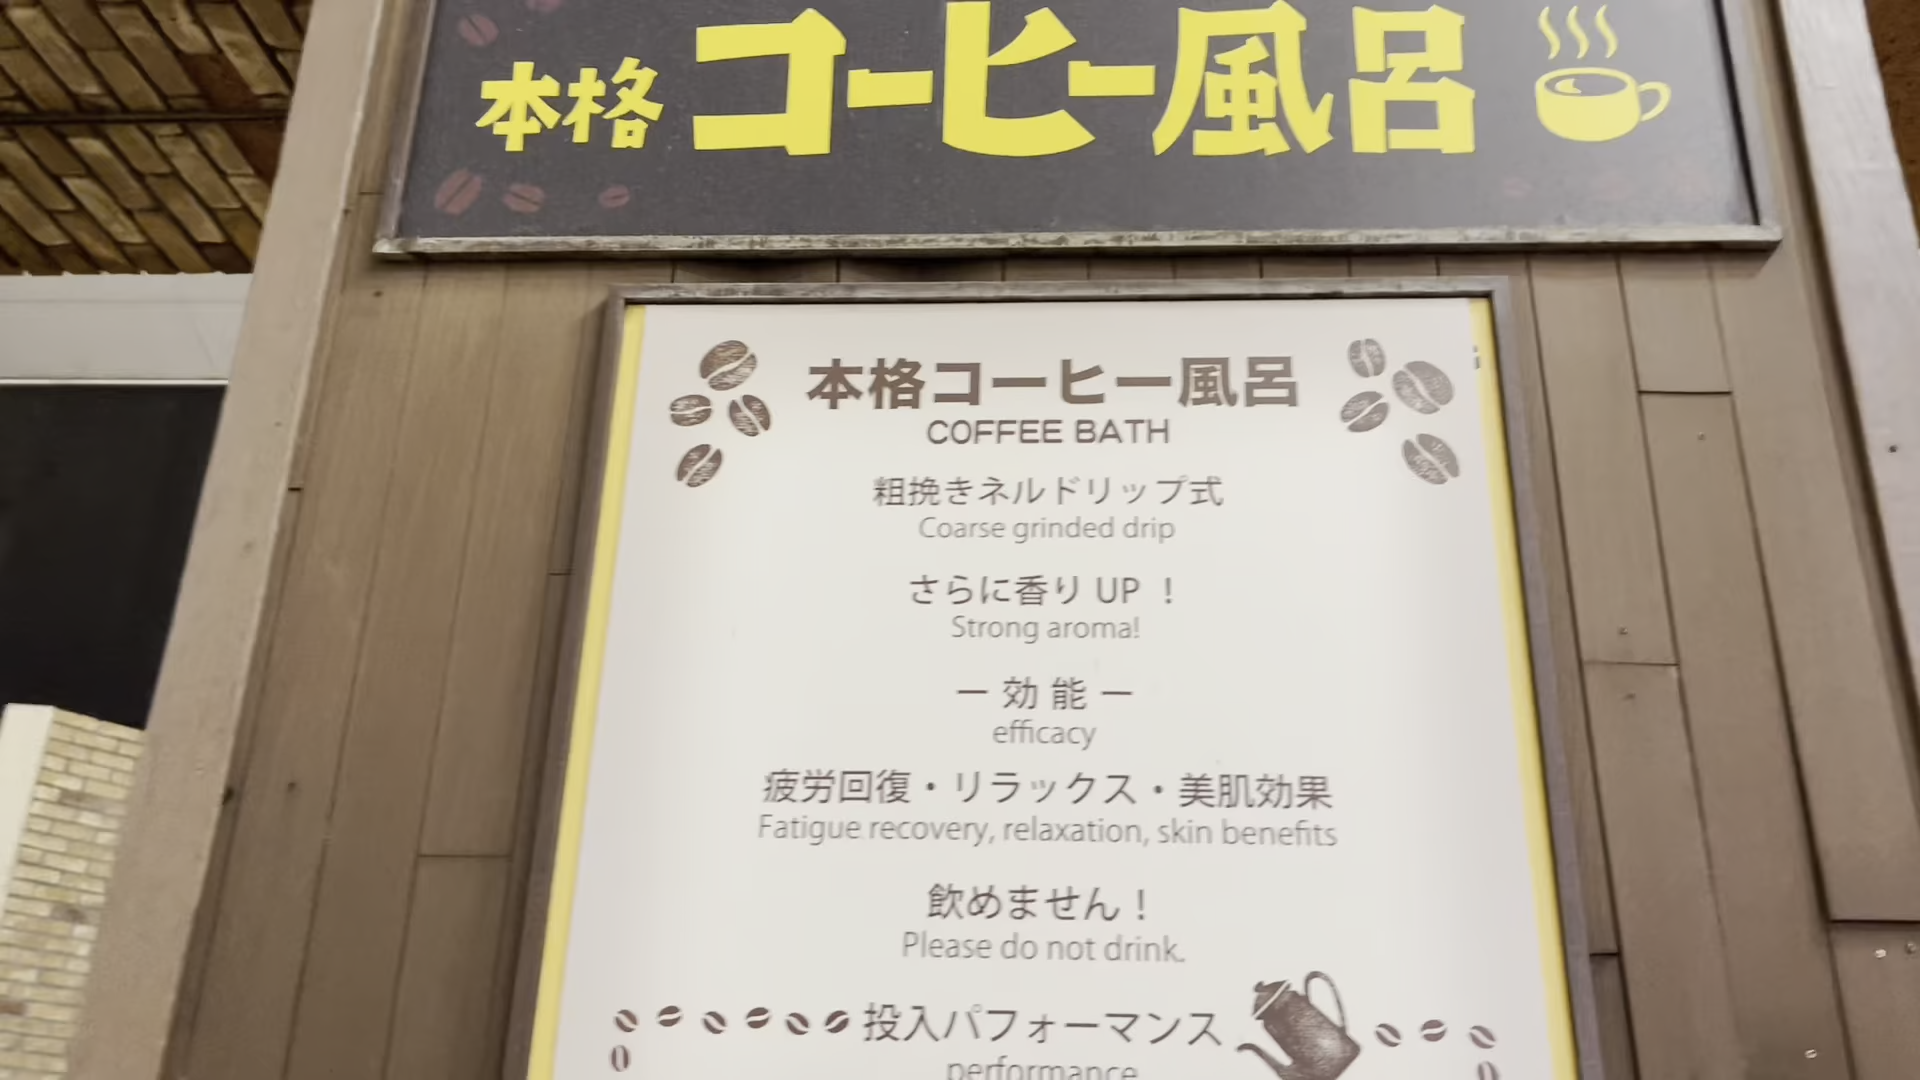 本格コーヒー風呂
本格コーヒー風呂
COFFEE BATH
粗挽きネルドリップ式
Coarse grinded drip
さらに香り UP ！
Strong aroma!
ー 効 能 ー
efficacy
疲労回復・リラックス・美肌効果
Fatigue recovery, relaxation, skin benefits
飲めません！
Please do not drink.
投入パフォーマンス
performance